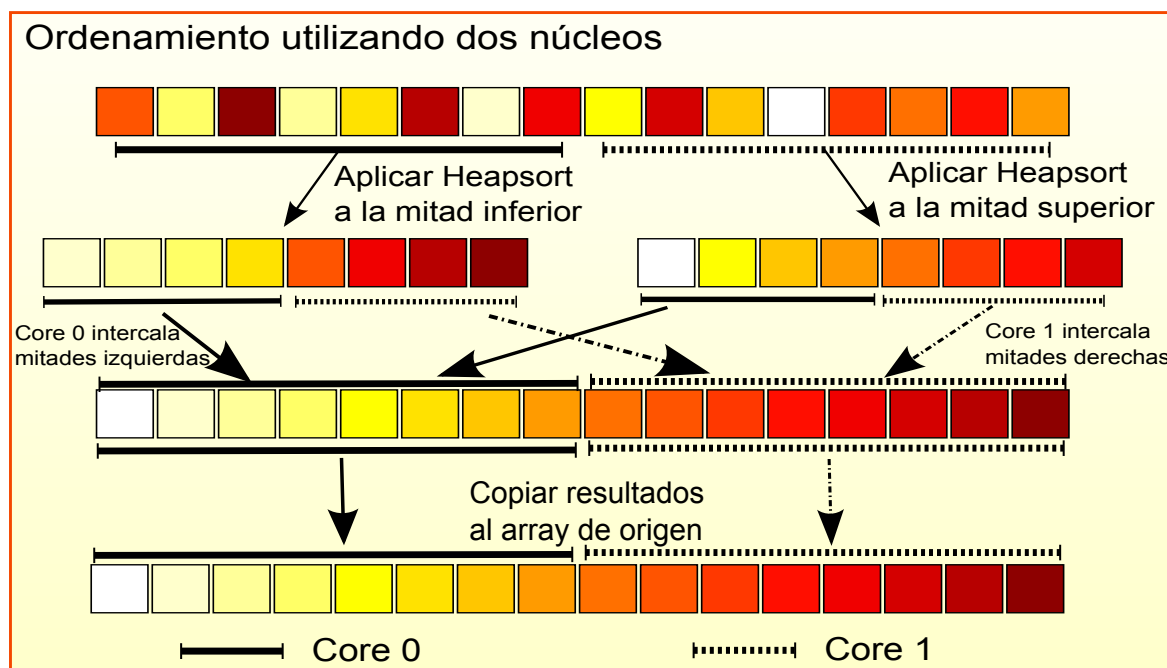 Ordenamiento utilizando dos núcleos
Aplicar Heapsort
a la mitad inferior
Aplicar Heapsort
a la mitad superior
Core 0 intercala
mitades izquierdas
Core 1 intercala
mitades derechas
Copiar resultados
al array de origen
Core 0
Core 1